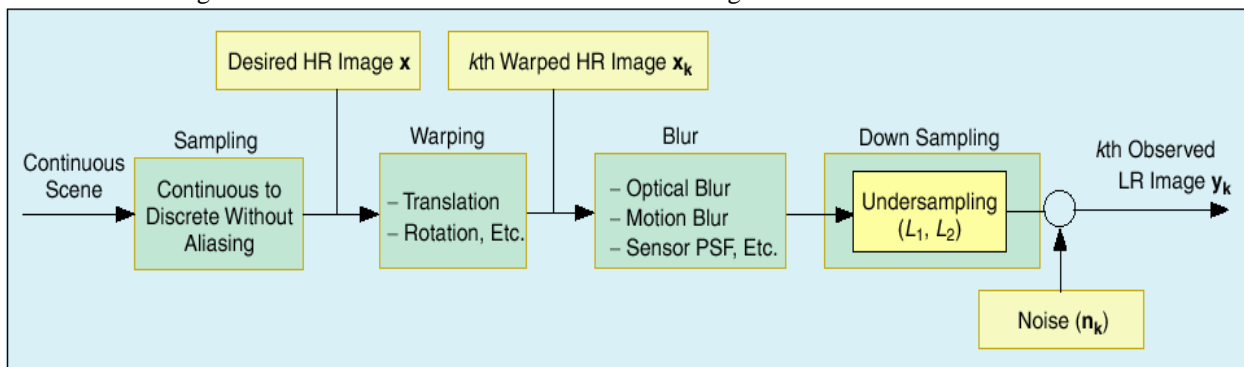 Desired HR Image x
kth Warped HR Image xk
Sampling
Warping
Blur
Down Sampling
Continuous
Scene
Continuous to
Discrete Without
Aliasing
– Translation
– Rotation, Etc.
– Optical Blur
– Motion Blur
– Sensor PSF, Etc.
Undersampling
(L1, L2)
kth Observed
LR Image yk
Noise (nk)